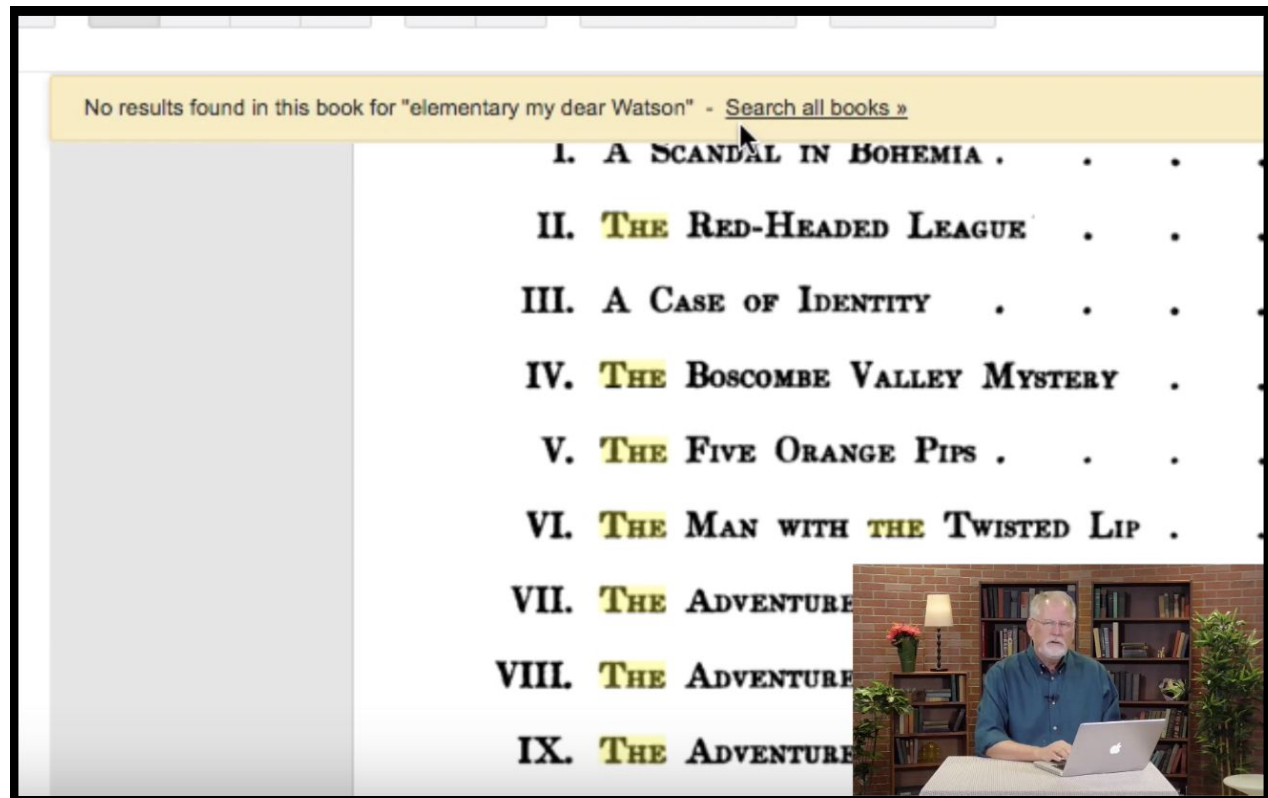 No results found in this book for "elementary my dear Watson" - Search all books »
I. A SCANDAL IN BOHEMIA . . .
II. THE RED-HEADED LEAGUE . .
III. A CASE OF IDENTITY . . . .
IV. THE BOSCOMBE VALLEY MYSTERY . .
V. THE FIVE ORANGE PIPS . . . .
VI. THE MAN WITH THE TWISTED LIP . .
VII. THE ADVENTURE
VIII. THE ADVENTURE
IX. THE ADVENTURE